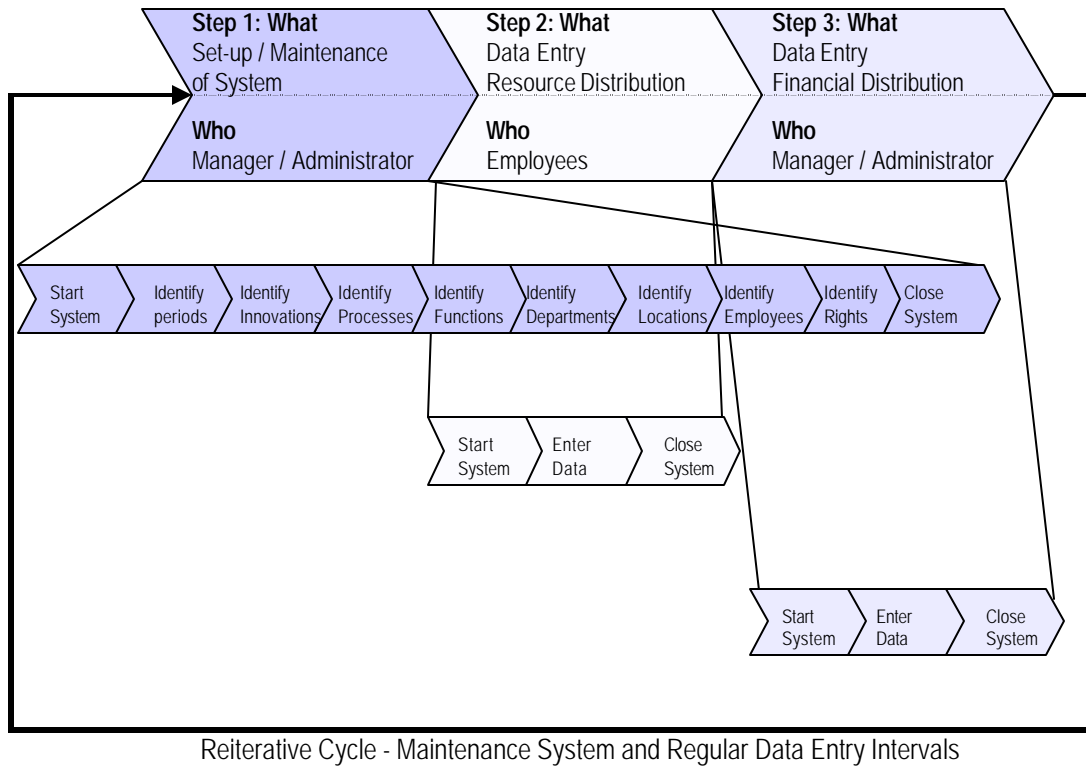 Step 1: What
Set-up / Maintenance
of System
Who
Manager / Administrator
Step 2: What
Data Entry
Resource Distribution
Who
Employees
Step 3: What
Data Entry
Financial Distribution
Who
Manager / Administrator
Start
System
Identify
periods
Identify
Innovations
Identify
Processes
Identify
Functions
Identify
Departments
Identify
Locations
Identify
Employees
Identify
Rights
Close
System
Start
System
Enter
Data
Close
System
Start
System
Enter
Data
Close
System
Reiterative Cycle - Maintenance System and Regular Data Entry Intervals